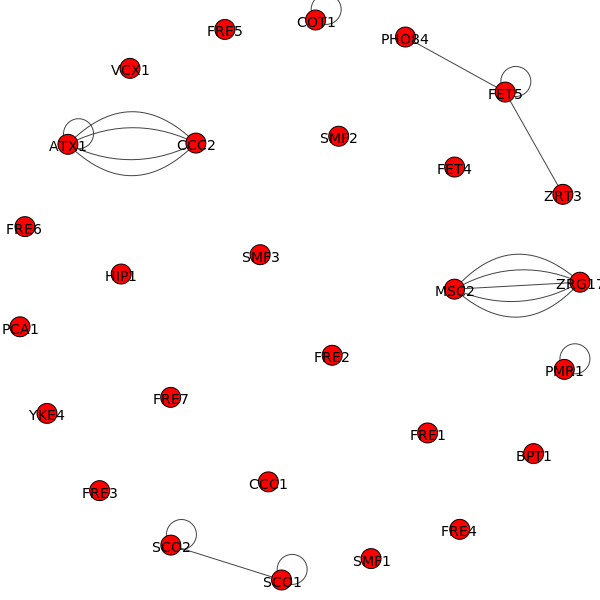 COT1
FRE5
PHO84
VCX1
FET5
SMF2
ATX1
CCC2
FET4
ZRT3
FRE6
SMF3
HIP1
ZRG17
MSC2
PCA1
FRE2
PMR1
FRE7
YKE4
FRE1
BPT1
CCC1
FRE3
FRE4
SCO2
SMF1
SCO1